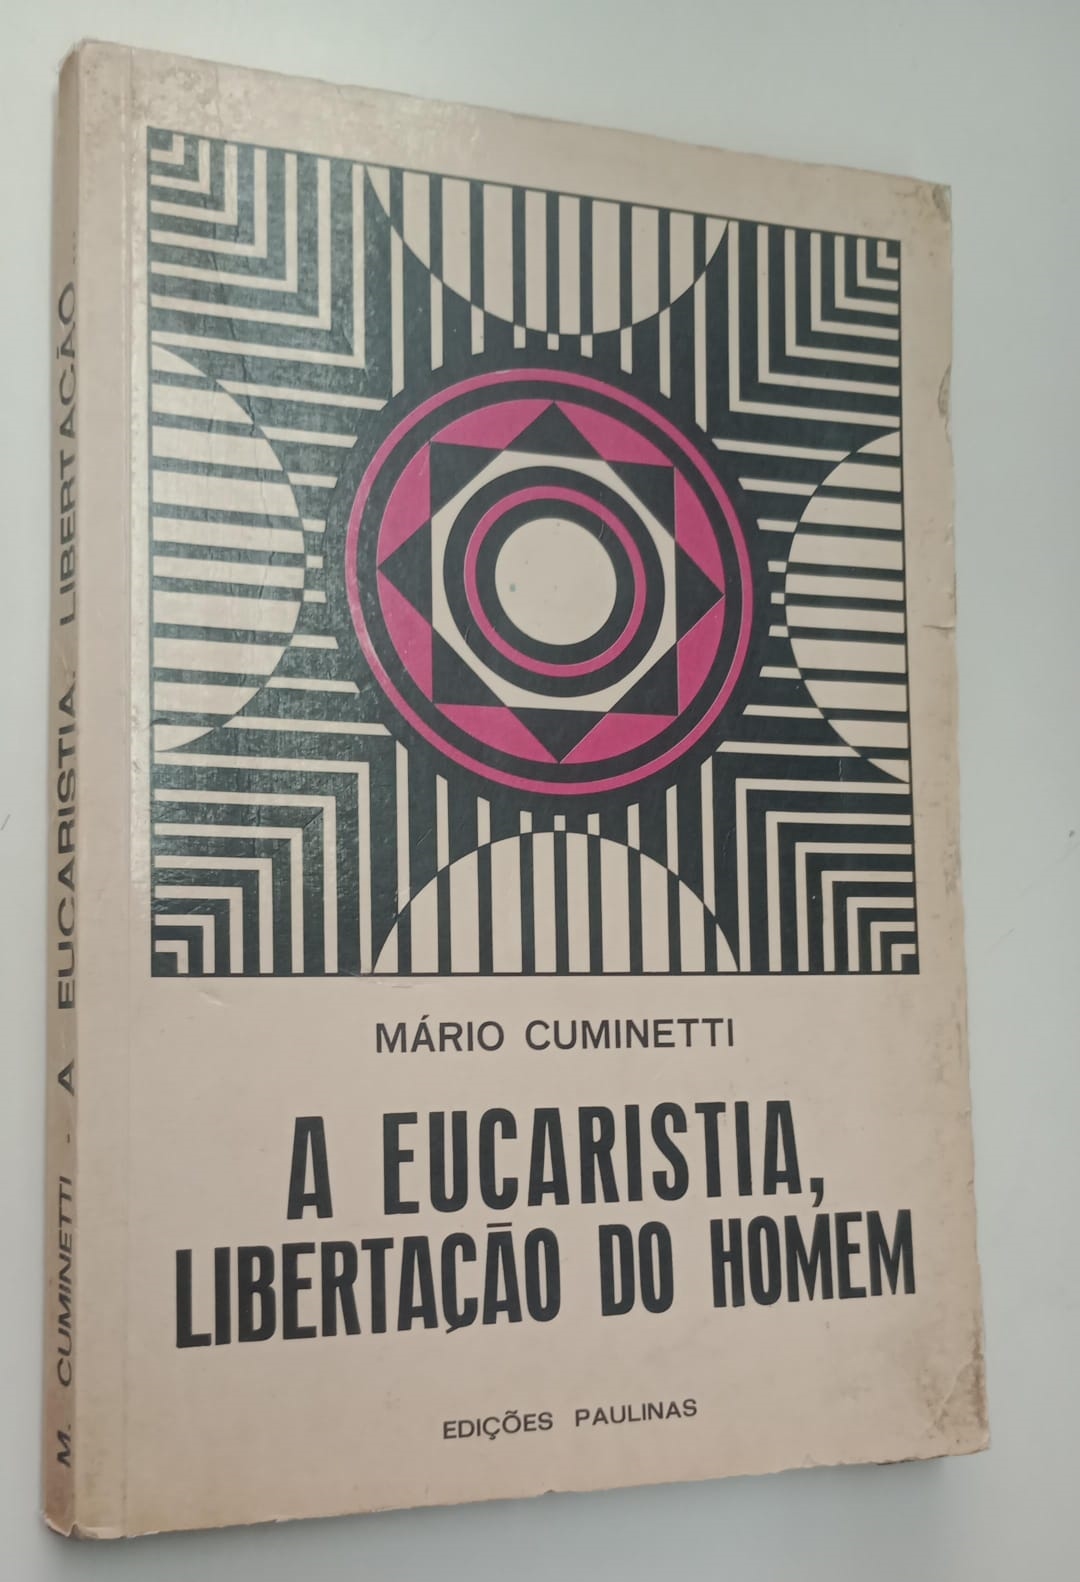 MÁRIO CUMINETTI
A EUCARISTIA,
LIBERTAÇÃO DO HOMEM
EDIÇÕES PAULINAS
M. CUMINETTI - A EUCARISTIA, LIBERTAÇÃO ...